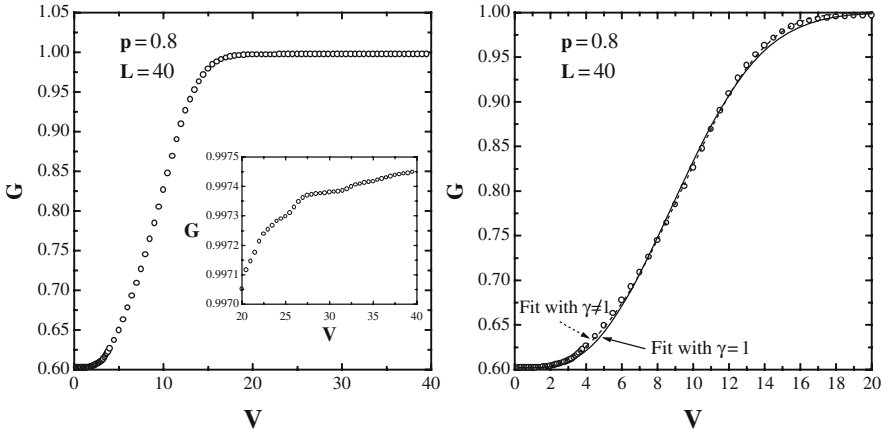 1.05
1.00
0.95
0.90
0.85
0.80
0.75
0.70
0.65
0.60
G
p = 0.8
L = 40
0.9975
0.9974
0.9973
0.9972
0.9971
0.9970
G
20 25 30 35 40
V
0 10 20 30 40
V
1.00
0.95
0.90
0.85
0.80
0.75
0.70
0.65
0.60
G
p = 0.8
L = 40
Fit with γ≠1
Fit with γ = 1
0 2 4 6 8 10 12 14 16 18 20
V